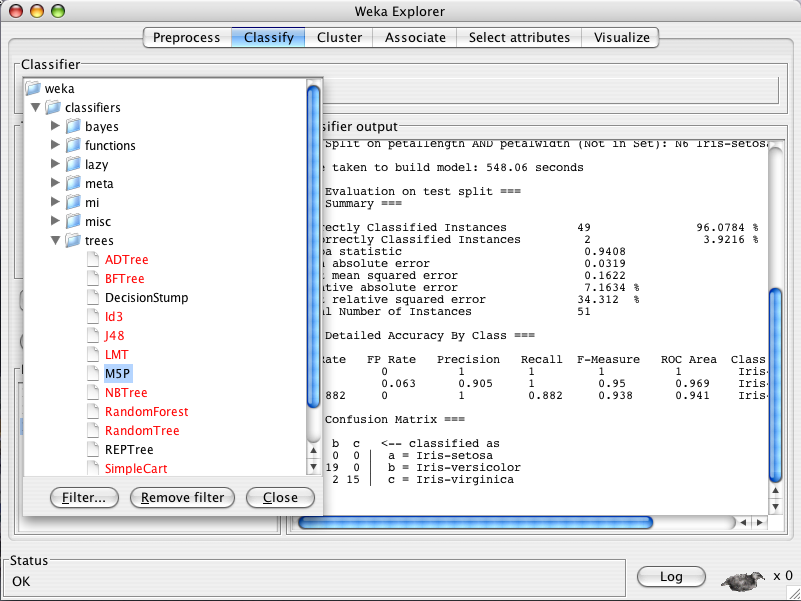 Weka Explorer
Preprocess Classify Cluster Associate Select attributes Visualize
Classifier
weka
classifiers
bayes
functions
lazy
meta
mi
misc
trees
ADTree
BFTree
DecisionStump
Id3
J48
LMT
M5P
NBTree
RandomForest
RandomTree
REPTree
SimpleCart
Filter... Remove filter Close
sifier output
Split on petallength AND petalwidth (Not in Set): N6 Iris-setosa
e taken to build model: 548.06 seconds
Evaluation on test split ===
Summary ===
rectly Classified Instances 49 96.0784 %
orrectly Classified Instances 2 3.9216 %
pa statistic 0.9408
n absolute error 0.0319
t mean squared error 0.1622
ative absolute error 7.1634 %
t relative squared error 34.312 %
al Number of Instances 51
Detailed Accuracy By Class ===
Rate FP Rate Precision Recall F-Measure ROC Area Class
0 1 1 1 1 Iris-
0.063 0.905 1 0.95 0.969 Iris-
882 0 1 0.882 0.938 0.941 Iris-
Confusion Matrix ===
b c <-- classified as
0 0 | a = Iris-setosa
19 0 | b = Iris-versicolor
2 15 | c = Iris-virginica
Status
OK
Log
x 0